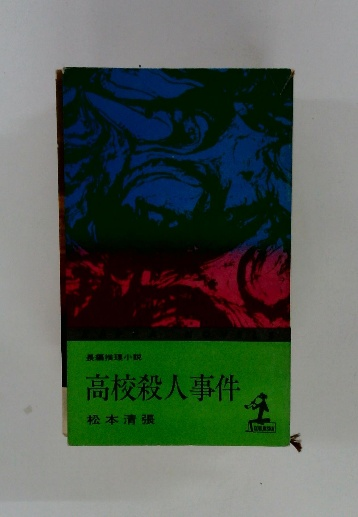 長編推理小説
高校殺人事件
松本清張